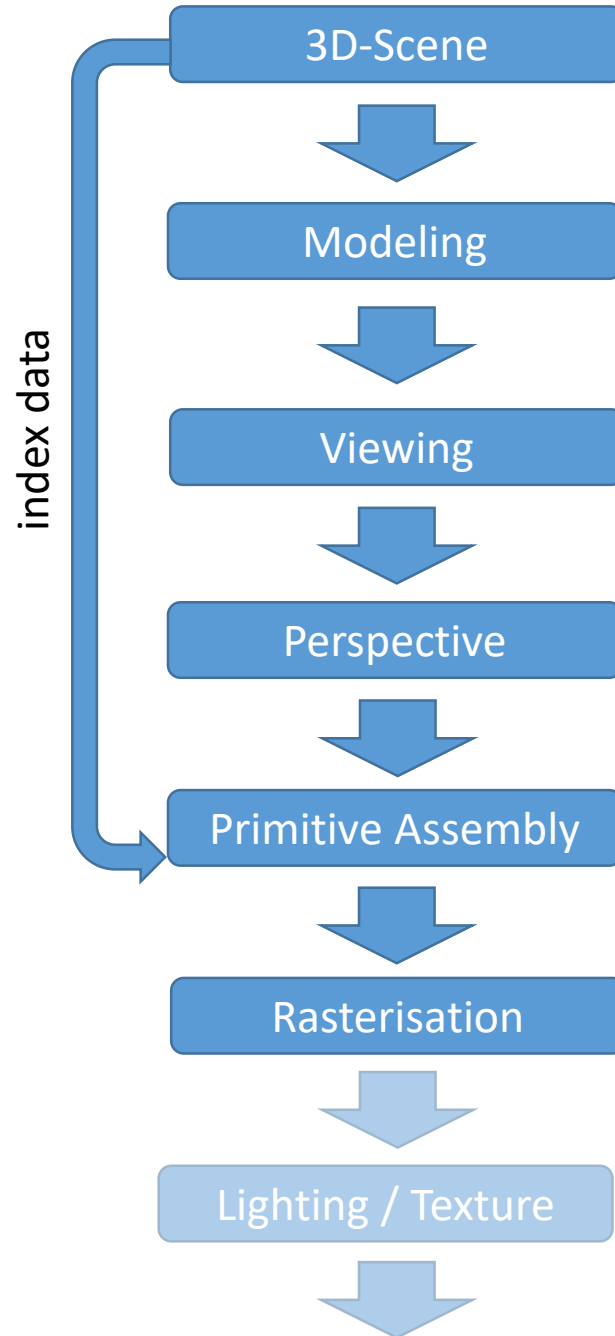 3D-Scene
Modeling
index data
Viewing
Perspective
Primitive Assembly
Rasterisation
Lighting / Texture